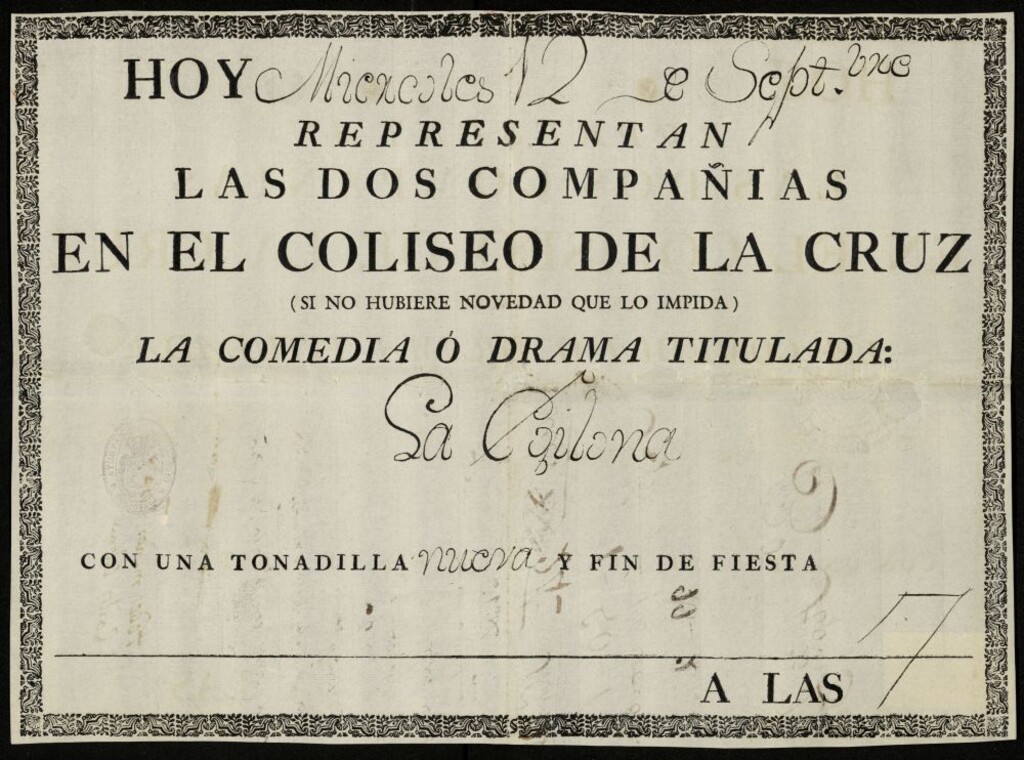 HOY Miercoles 12 de Sept.bre
REPRESENTAN
LAS DOS COMPAÑIAS
EN EL COLISEO DE LA CRUZ
(SI NO HUBIERE NOVEDAD QUE LO IMPIDA)
LA COMEDIA Ó DRAMA TITULADA:
La Egilona
CON UNA TONADILLA nueva Y FIN DE FIESTA
A LAS 7